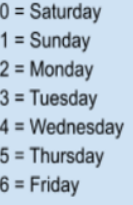 0 = Saturday
1 = Sunday
2 = Monday
3 = Tuesday
4 = Wednesday
5 = Thursday
6 = Friday